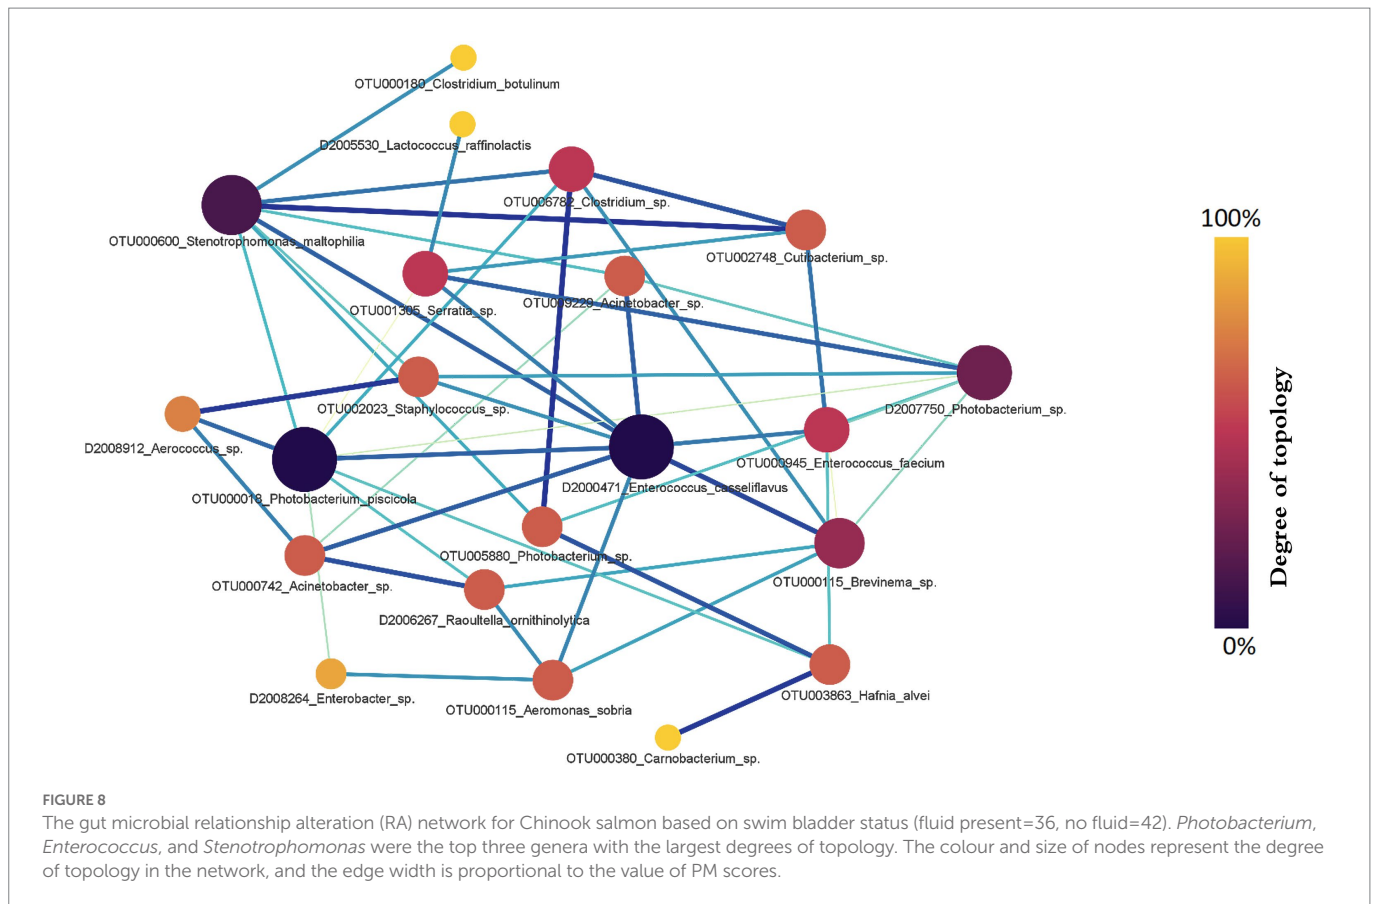 OTU000180_Clostridium_botulinum
D2005530_Lactococcus_raffinolactis
OTU006782_Clostridium_sp.
OTU000600_Stenotrophomonas_maltophilia
OTU002748_Cutibacterium_sp.
OTU001305_Serratia_sp.
OTU009229_Acinetobacter_sp.
OTU002023_Staphylococcus_sp.
D2007750_Photobacterium_sp.
D2008912_Aerococcus_sp.
OTU000945_Enterococcus_faecium
D2000471_Enterococcus_casseliflavus
OTU000018_Photobacterium_piscicola
OTU005880_Photobacterium_sp.
OTU000742_Acinetobacter_sp.
OTU000115_Brevinema_sp.
D2006267_Raoultella_ornithinolytica
D2008264_Enterobacter_sp.
OTU003863_Hafnia_alvei
OTU000115_Aeromonas_sobria
OTU000380_Carnobacterium_sp.
100%
Degree of topology
0%
FIGURE 8
The gut microbial relationship alteration (RA) network for Chinook salmon based on swim bladder status (fluid present=36, no fluid=42). Photobacterium,
Enterococcus, and Stenotrophomonas were the top three genera with the largest degrees of topology. The colour and size of nodes represent the degree
of topology in the network, and the edge width is proportional to the value of PM scores.